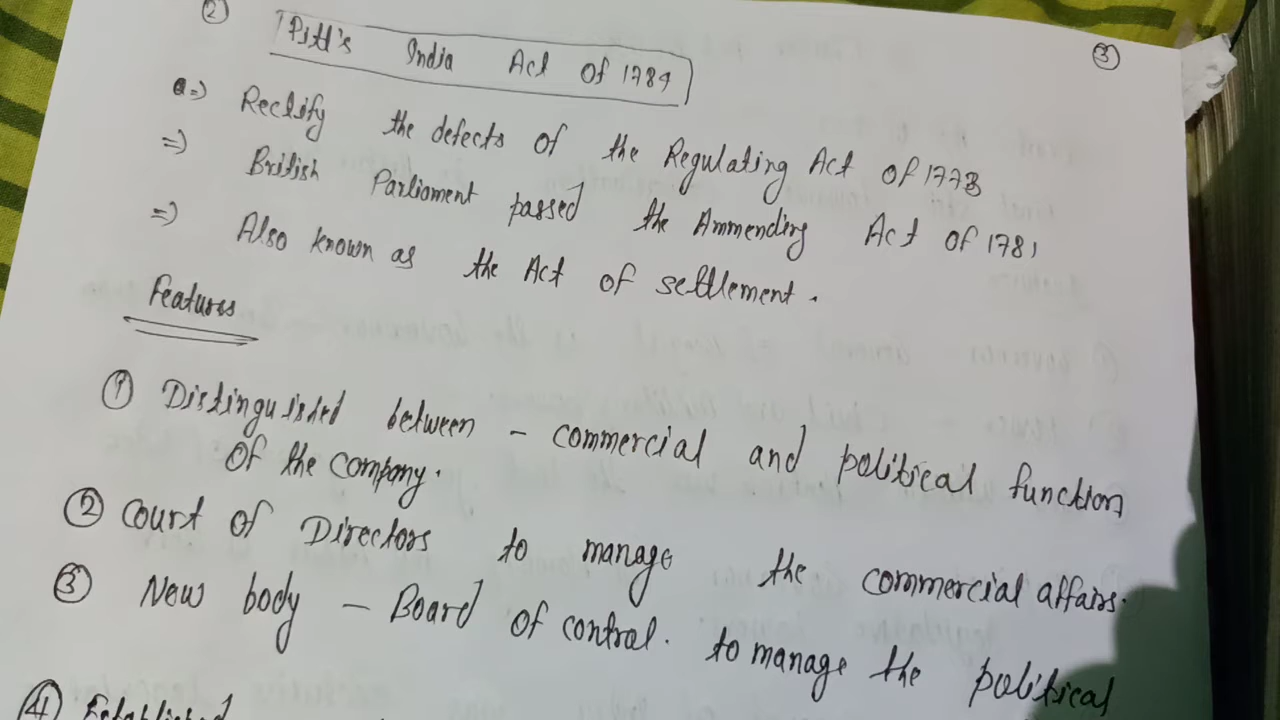 ② ③
Pitt's India Act Of 1784
a⇒ Rectify the defects of the Regulating Act of 1773
⇒ British Parliament passed the Ammending Act of 1781
⇒ Also known as the Act of settlement.
Features
① Distinguished between - commercial and political function
Of the company.
② Court of Directors to manage the commercial affairs.
③ New body - Board of control. to manage the political
④ Established